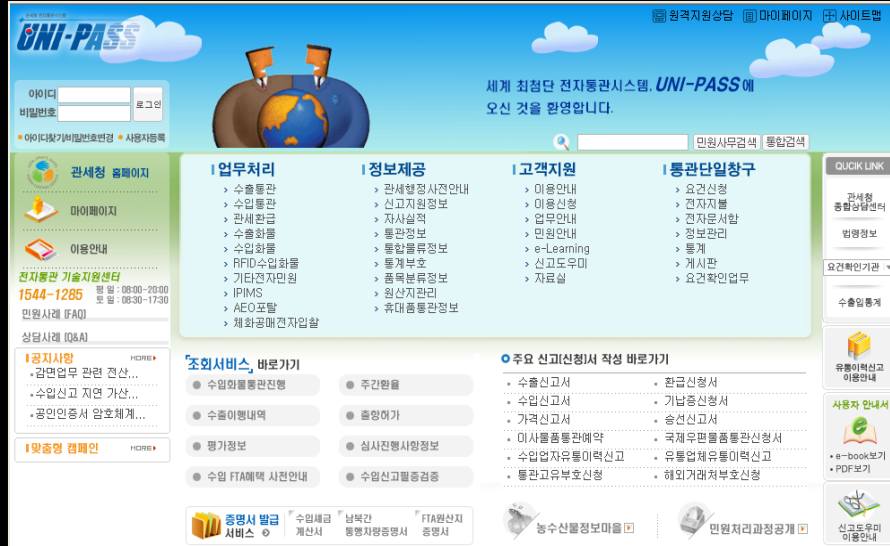 원격지원상담 마이페이지 사이트맵
관세청 전자통관시스템
UNI-PASS
아이디
비밀번호
로그인
아이디찾기/비밀번호변경 사용자등록
세계 최첨단 전자통관시스템, UNI-PASS에
오신 것을 환영합니다.
민원사무검색 통합검색
관세청 홈페이지
마이페이지
이용안내
전자통관 기술지원센터
1544-1285
평 일 : 08:00~20:00
토 일 : 08:30~17:30
민원사례 (FAQ)
상담사례 (Q&A)
공지사항 MORE
감면업무 관련 전산...
수입신고 지연 가산...
공인인증서 암호체계...
맞춤형 캠페인 MORE
업무처리
수출통관
수입통관
관세환급
수출화물
수입화물
RFID수입화물
기타전자민원
IPIMS
AEO포탈
체화공매전자입찰
정보제공
관세행정사전안내
신고지원정보
자사실적
통관정보
통합물류정보
통계부호
품목분류정보
원산지관리
휴대품통관정보
고객지원
이용안내
이용신청
업무안내
민원안내
e-Learning
신고도우미
자료실
통관단일창구
요건신청
전자지불
전자문서함
정보관리
통계
게시판
요건확인업무
조회서비스 바로가기
수입화물통관진행 주간환율
수출이행내역 출항허가
평가정보 심사진행사항정보
수입 FTA혜택 사전안내 수입신고필증검증
주요 신고(신청)서 작성 바로가기
수출신고서 환급신청서
수입신고서 기납증신청서
가격신고서 승선신고서
이사물품통관예약 국제우편물품통관신청서
수입업자유통이력신고 유통업체유통이력신고
통관고유부호신청 해외거래처부호신청
증명서 발급
서비스
수입세금
계산서
남북간
통행차량증명서
FTA원산지
증명서
농수산물정보마을
민원처리과정공개
QUCIK LINK
관세청
종합상담센터
법령정보
요건확인기관
수출입통계
유통이력신고
이용안내
사용자 안내서
e-book보기
PDF보기
신고도우미
이용안내